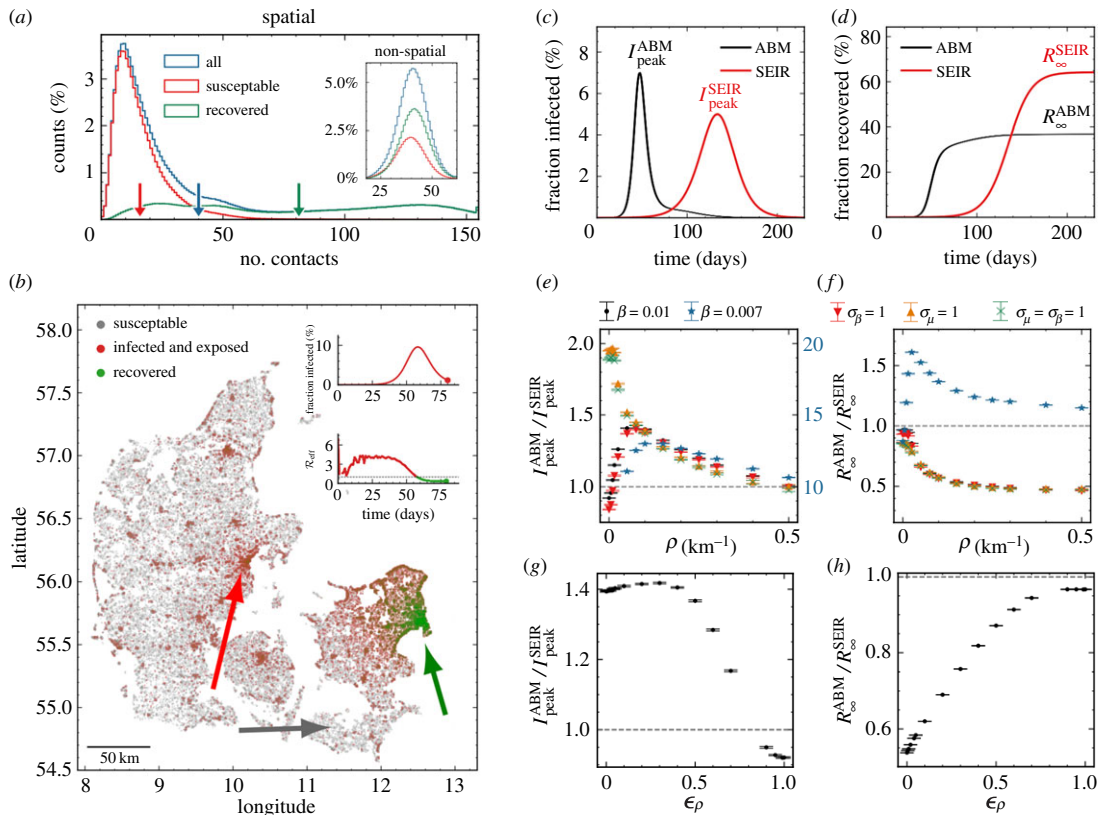 (a) spatial
counts (%)
3
2
1
0 50 100 150
no. contacts
all
susceptable
recovered
non-spatial
5.0%
2.5%
0%
25 50
(b)
58.0
57.5
57.0
56.5
56.0
55.5
55.0
54.5
latitude
8 9 10 11 12 13
longitude
susceptable
infected and exposed
recovered
50 km
fraction infected (%)
10
0
0 25 50 75
R_eff
6
3
0
0 25 50 75
time (days)
(c)
fraction infected (%)
8
6
4
2
0
0 100 200
time (days)
I_peak^ABM
I_peak^SEIR
ABM
SEIR
(d)
fraction recovered (%)
80
60
40
20
0
0 100 200
time (days)
ABM
SEIR
R_∞^SEIR
R_∞^ABM
(e)
β = 0.01 β = 0.007
I_peak^ABM / I_peak^SEIR
2.0
1.5
1.0
20
15
10
0 0.5
ρ (km⁻¹)
(f)
σ_β = 1 σ_μ = 1 σ_μ = σ_β = 1
R_∞^ABM / R_∞^SEIR
1.5
1.0
0.5
0 0.5
ρ (km⁻¹)
(g)
I_peak^ABM / I_peak^SEIR
1.4
1.2
1.0
0 0.5 1.0
ϵ_ρ
(h)
R_∞^ABM / R_∞^SEIR
1.0
0.8
0.6
0 0.5 1.0
ϵ_ρ